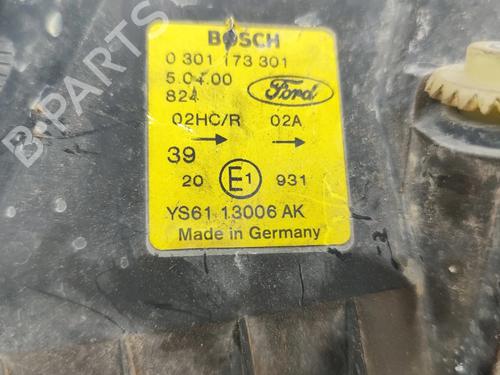 BOSCH
0 301 173 301
5.04.00
824
Ford
02HC/R 02A
39
20 E1 931
YS61 13006 AK
Made in Germany
B-PARTS